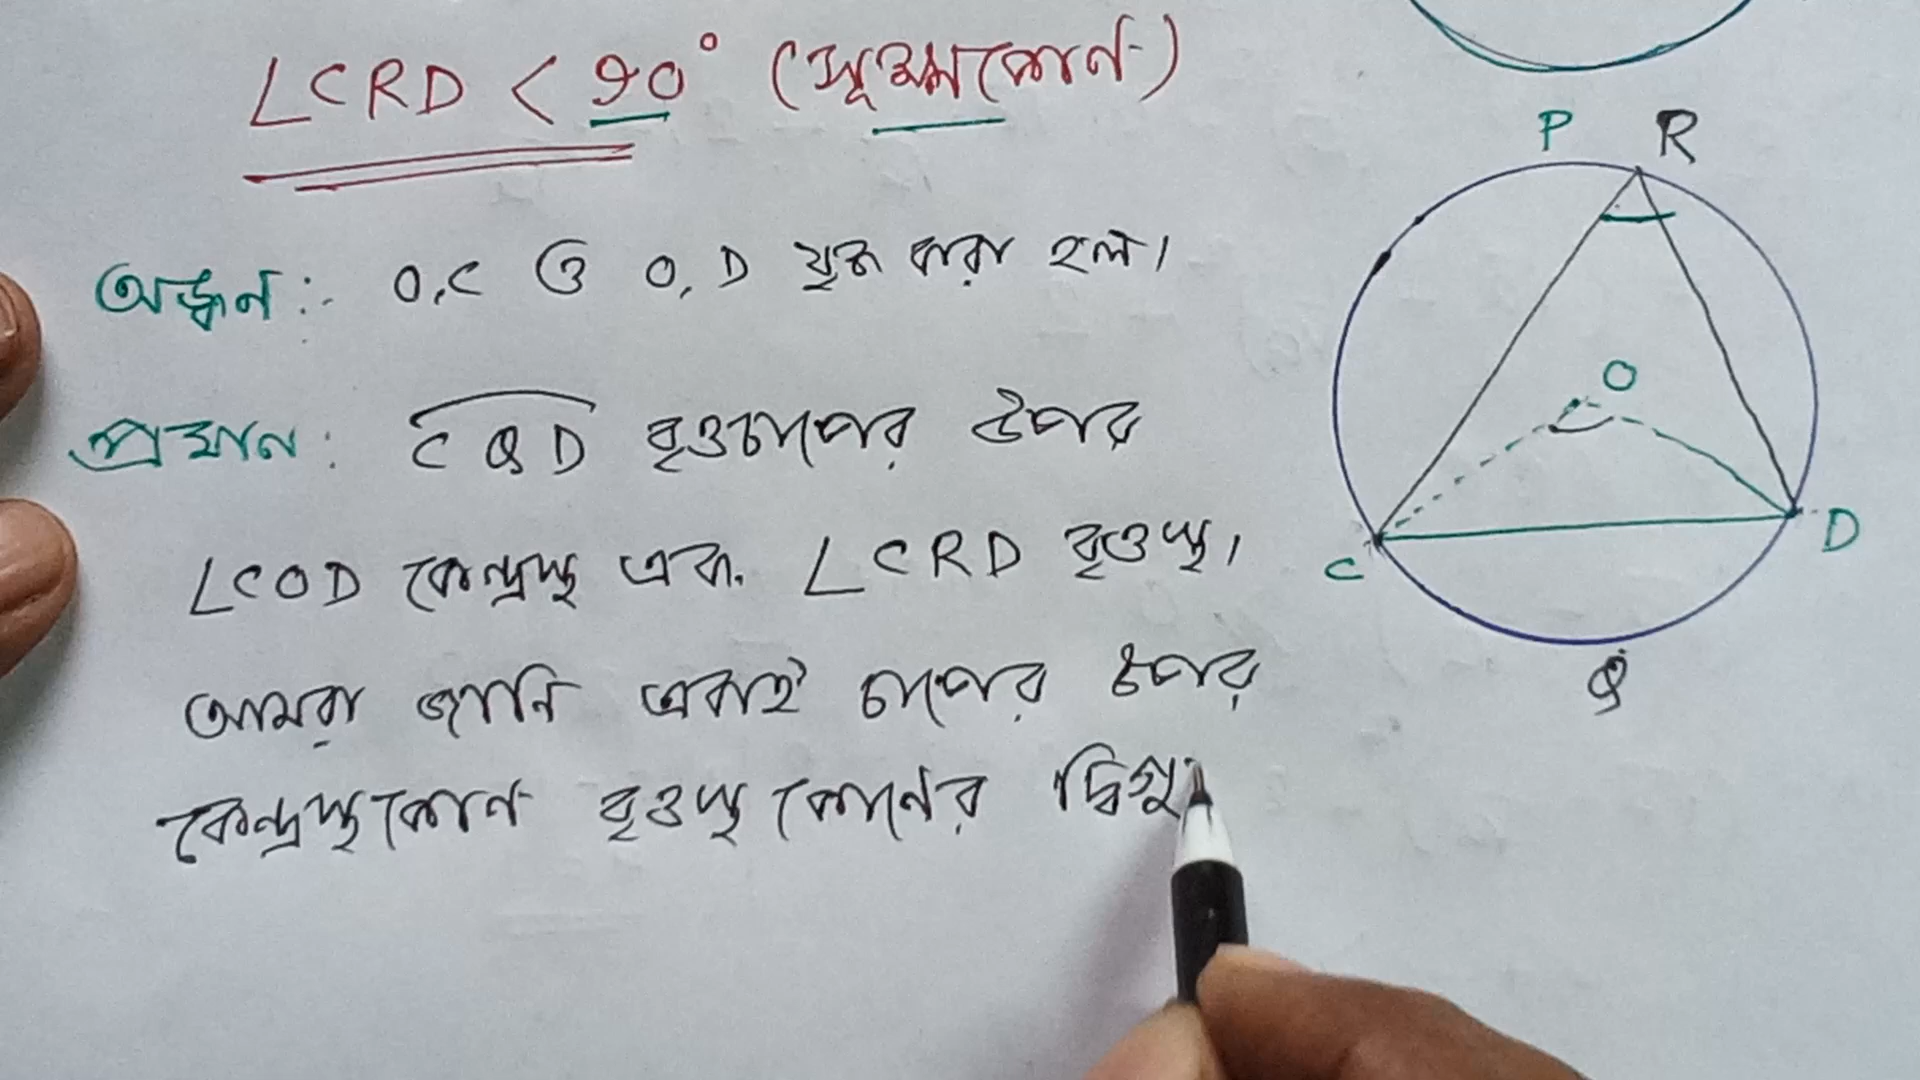 ∠CRD < 90° (সূক্ষ্মকোণ)
P R
অঙ্কন :- O,C ও O,D যুক্ত করা হল।
O
প্রমাণ : CQD বৃত্তচাপের উপর
D
∠COD কেন্দ্রস্থ এবং ∠CRD বৃত্তস্থ।
C
আমরা জানি একই চাপের উপর
Q
কেন্দ্রস্থকোণ বৃত্তস্থ কোণের দ্বিগু